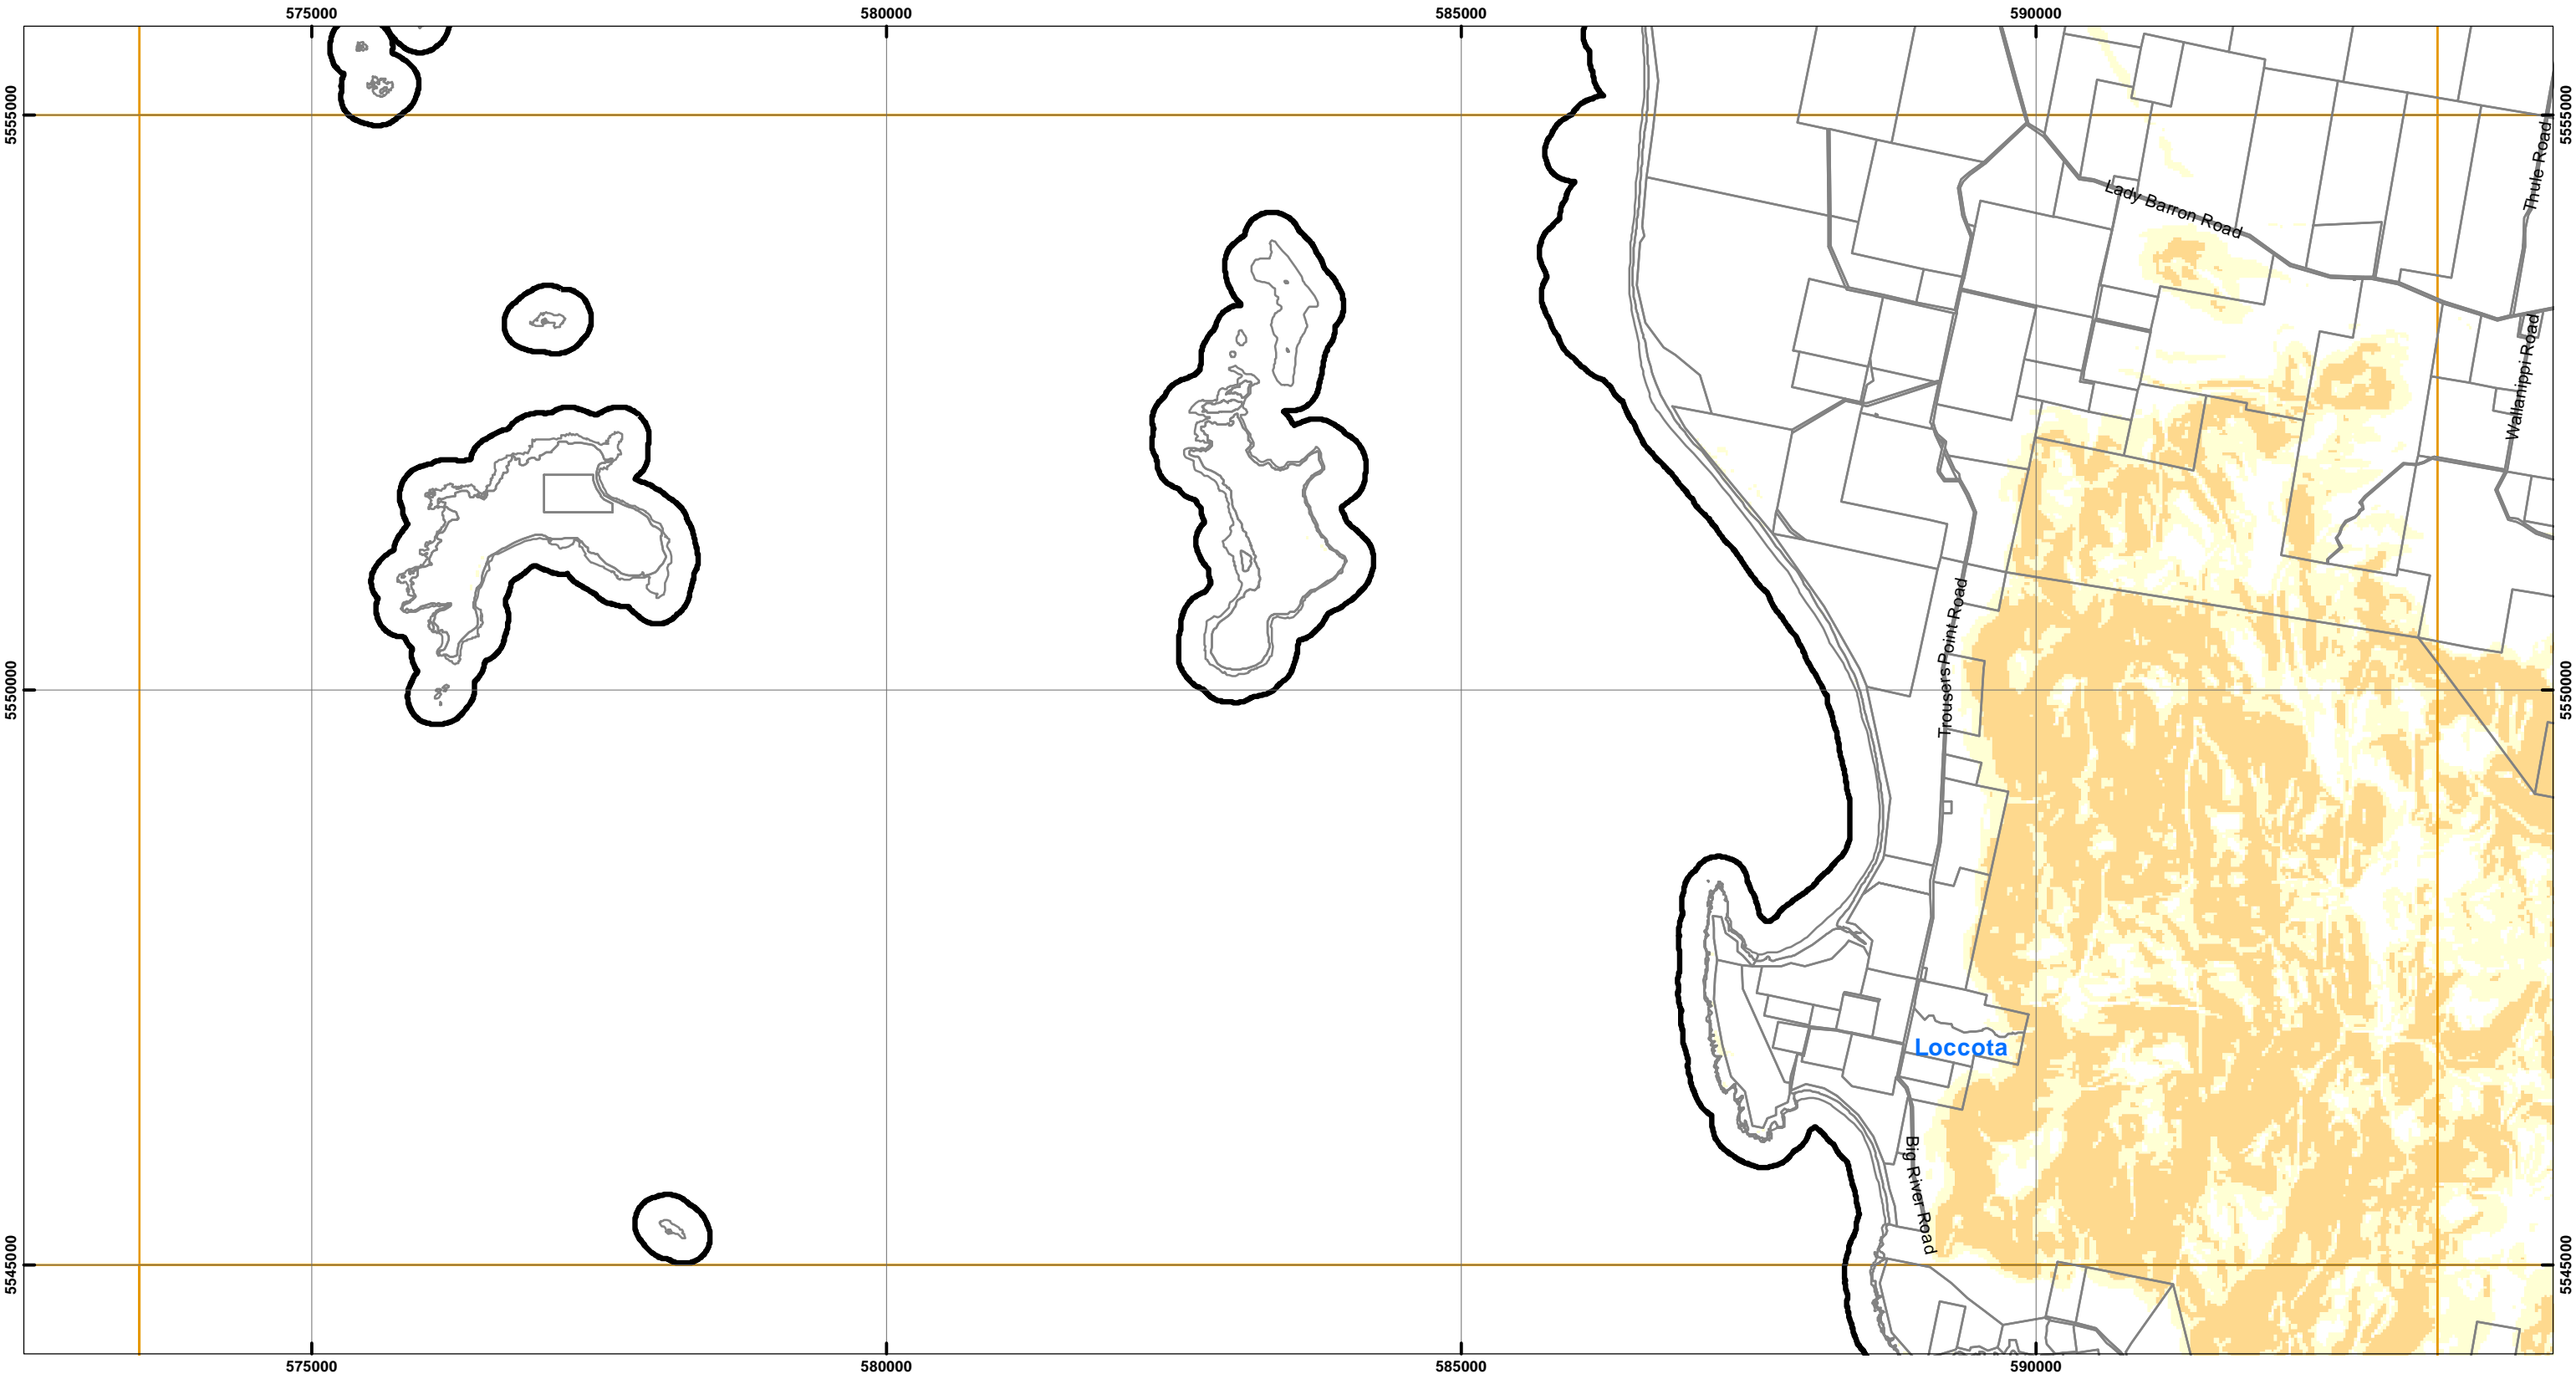 575000
580000
585000
590000
5555000
5555000
Thule Road
Lady Barron Road
Wallanippi Road
Trousers Point Road
5550000
5550000
Loccota
Big River Road
5545000
5545000
575000
580000
585000
590000